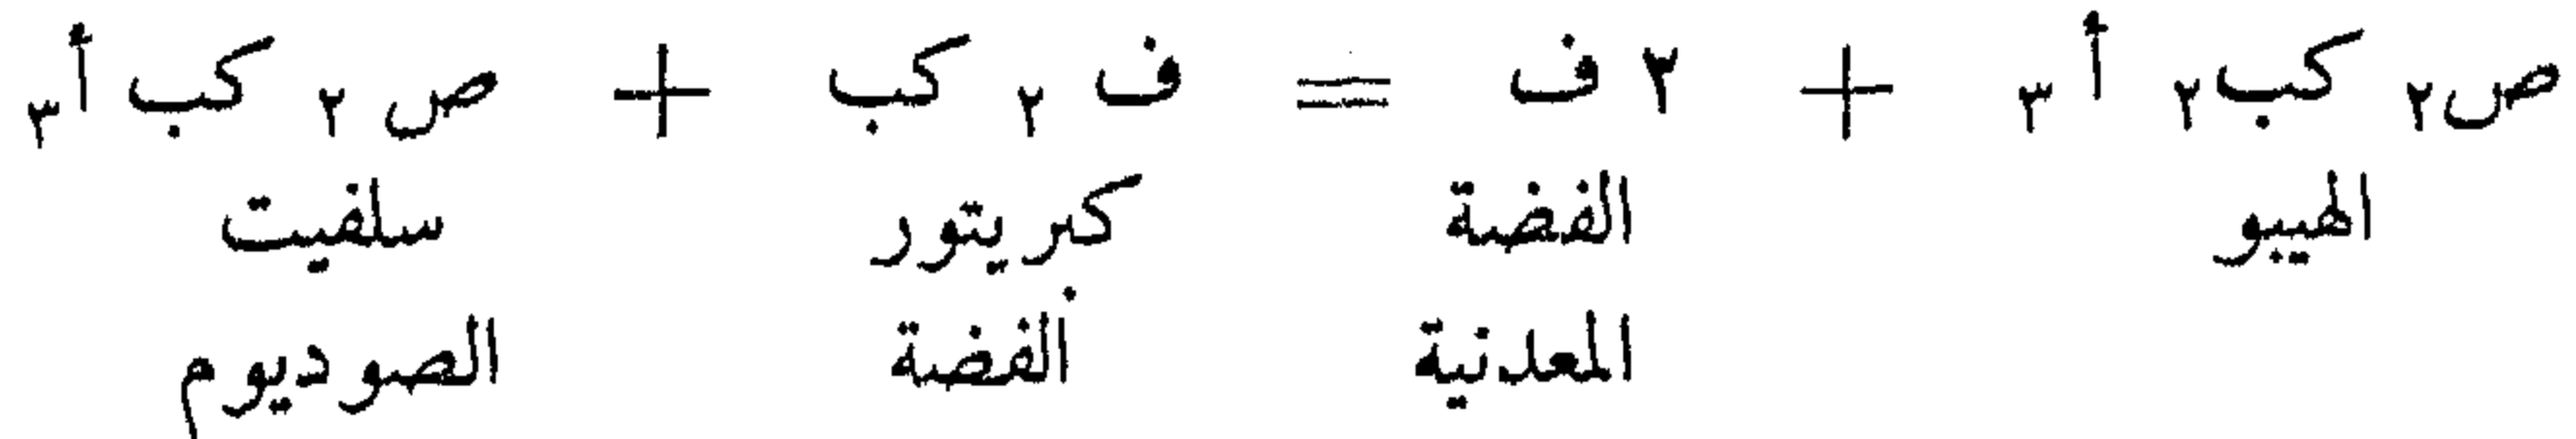 ص٢ كب٢ أ٣ + ٢ ف = ف٢ كب + ص٢ كب أ٣
الهيبو الفضة كبريتور سلفيت
المعدنية الفضة الصوديوم